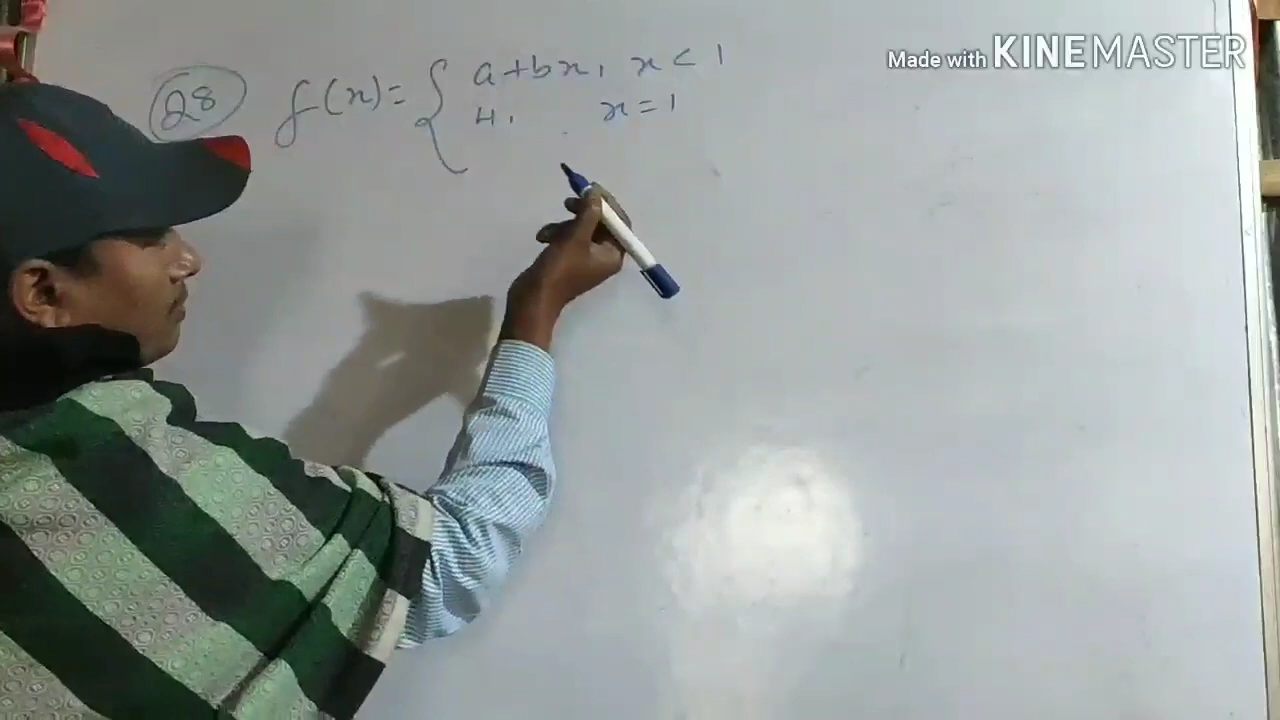 Made with KINEMASTER
28 f(x) = { a+bx, x < 1
4, x = 1